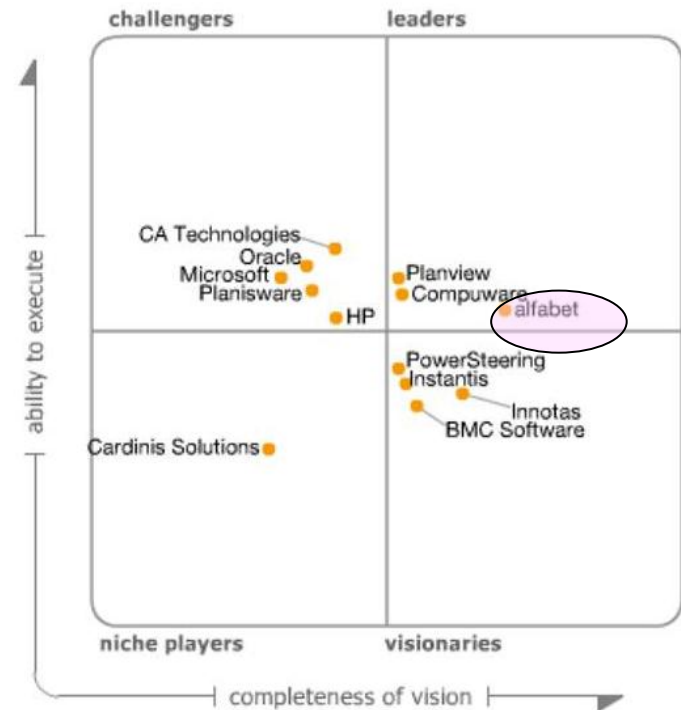 challengers
leaders
CA Technologies
Oracle
Microsoft
Planisware
HP
Planview
Compuware
alfabet
PowerSteering
Instantis
Innotas
BMC Software
Cardinis Solutions
niche players
visionaries
ability to execute
completeness of vision